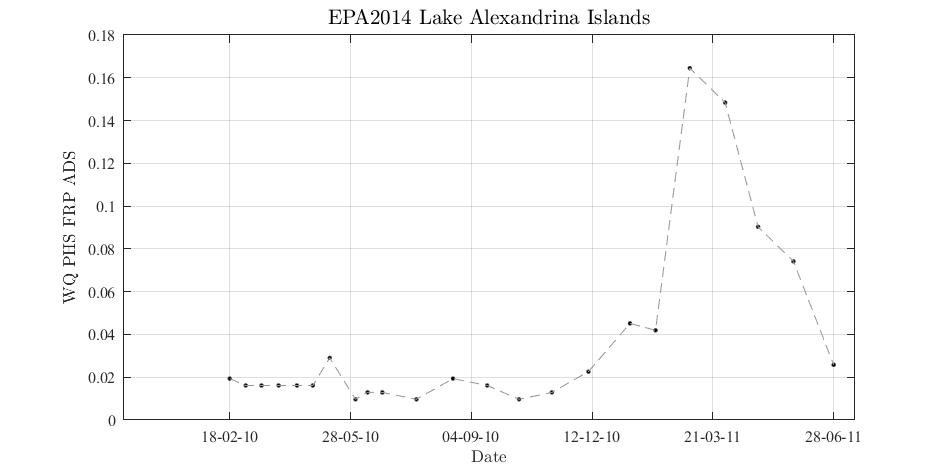 EPA2014 Lake Alexandrina Islands
0.18
0.16
0.14
0.12
0.1
0.08
0.06
0.04
0.02
0
WQ PHS FRP ADS
18-02-10 28-05-10 04-09-10 12-12-10 21-03-11 28-06-11
Date